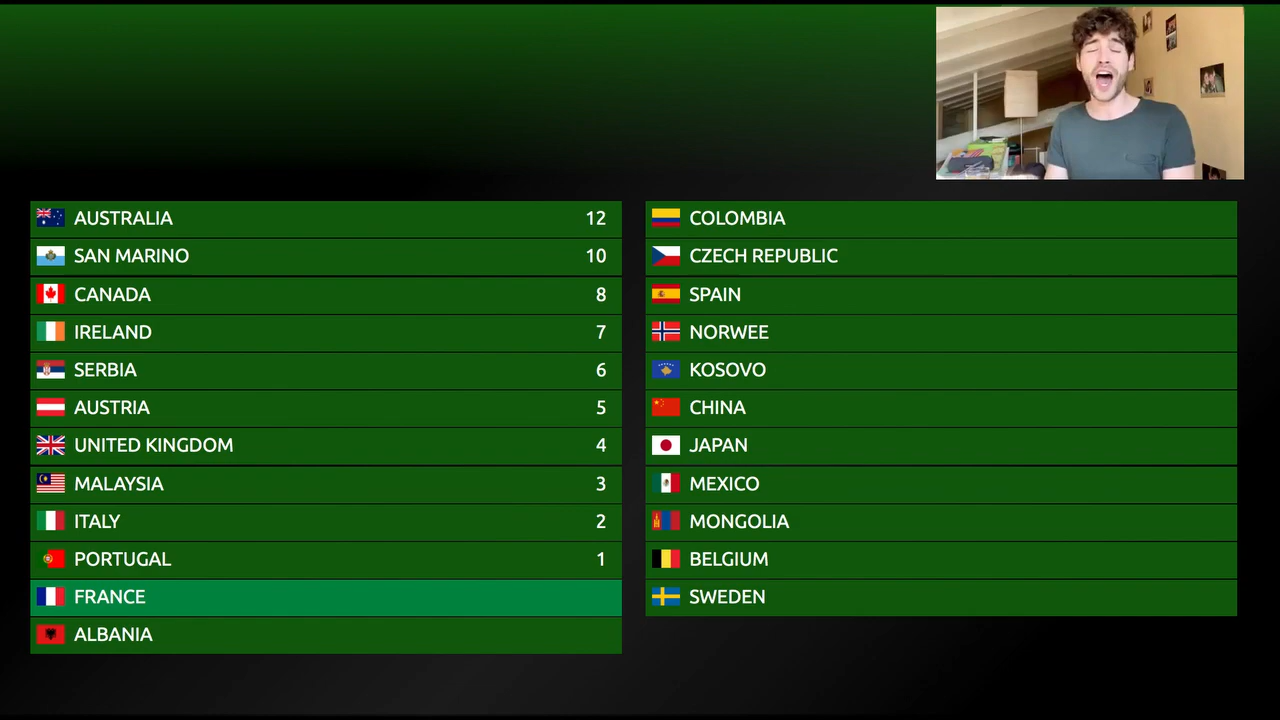 AUSTRALIA 12
SAN MARINO 10
CANADA 8
IRELAND 7
SERBIA 6
AUSTRIA 5
UNITED KINGDOM 4
MALAYSIA 3
ITALY 2
PORTUGAL 1
FRANCE
ALBANIA
COLOMBIA
CZECH REPUBLIC
SPAIN
NORWEE
KOSOVO
CHINA
JAPAN
MEXICO
MONGOLIA
BELGIUM
SWEDEN